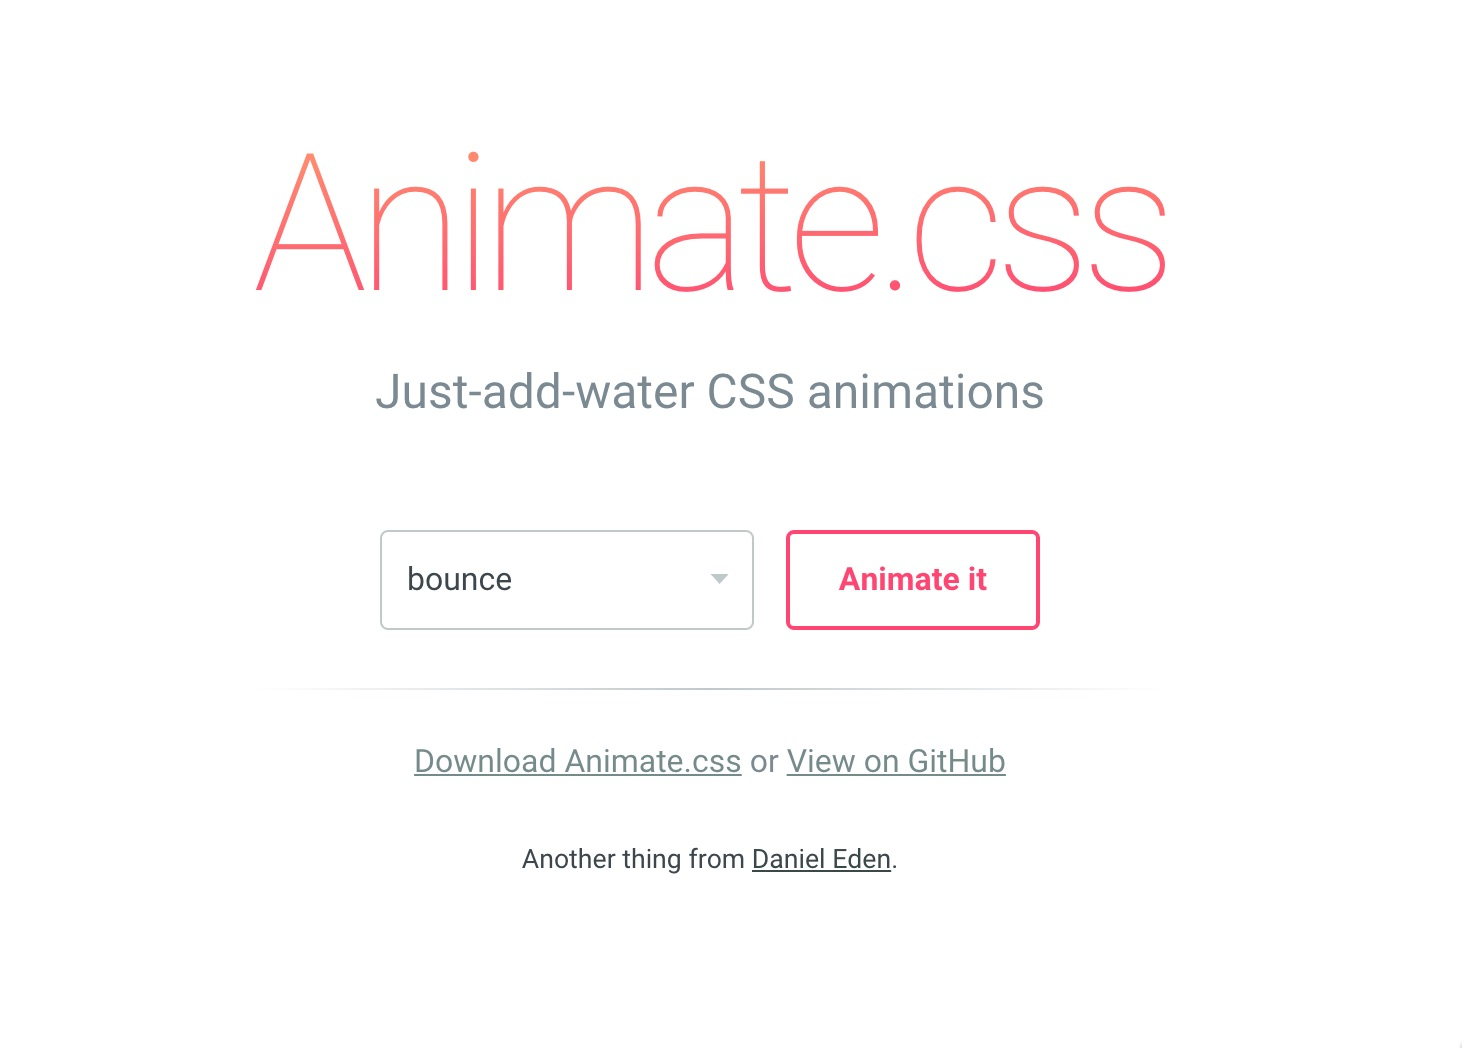 Animate.css
Just-add-water CSS animations
bounce
Animate it
Download Animate.css or View on GitHub
Another thing from Daniel Eden.